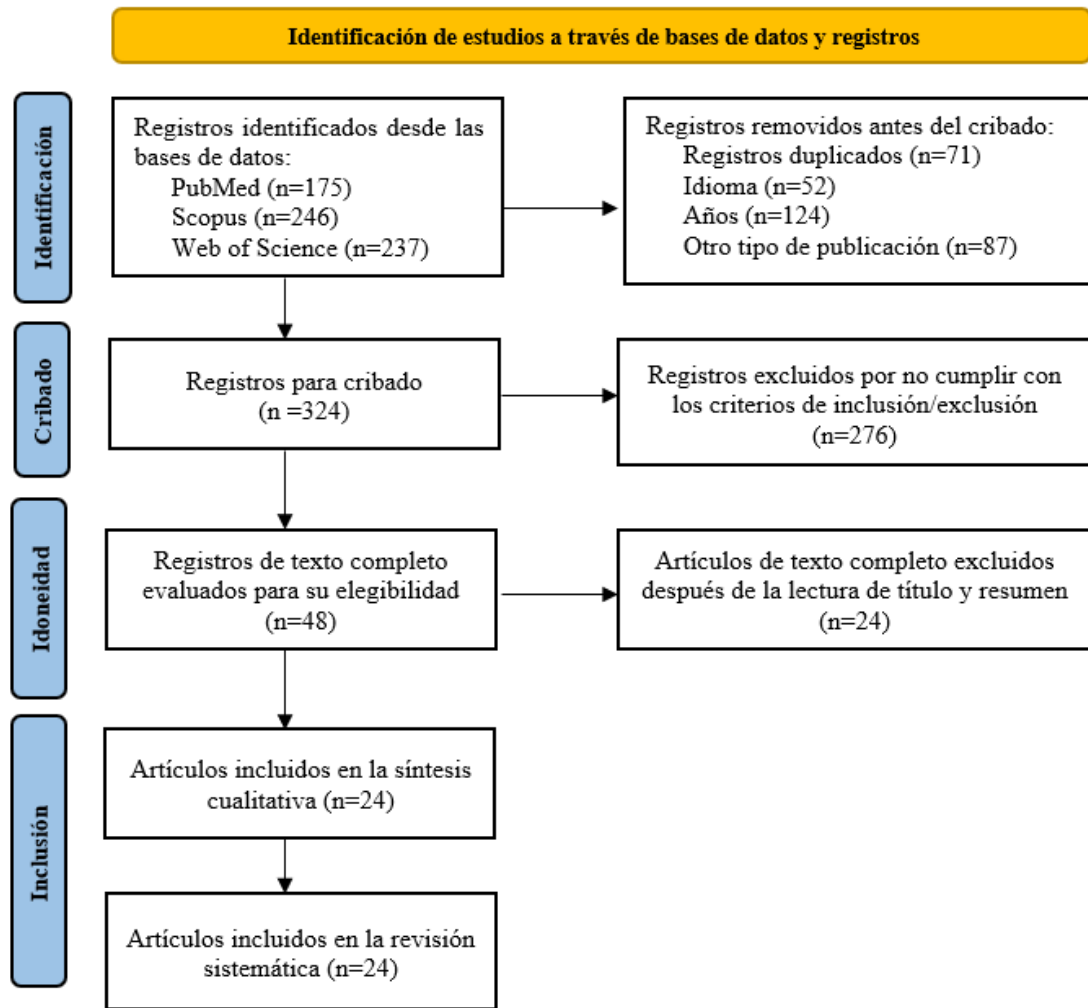 Identificación de estudios a través de bases de datos y registros
Identificación
Registros identificados desde las
bases de datos:
PubMed (n=175)
Scopus (n=246)
Web of Science (n=237)
Registros removidos antes del cribado:
Registros duplicados (n=71)
Idioma (n=52)
Años (n=124)
Otro tipo de publicación (n=87)
Cribado
Registros para cribado
(n =324)
Registros excluidos por no cumplir con
los criterios de inclusión/exclusión
(n=276)
Idoneidad
Registros de texto completo
evaluados para su elegibilidad
(n=48)
Artículos de texto completo excluidos
después de la lectura de título y resumen
(n=24)
Inclusión
Artículos incluidos en la síntesis
cualitativa (n=24)
Artículos incluidos en la revisión
sistemática (n=24)